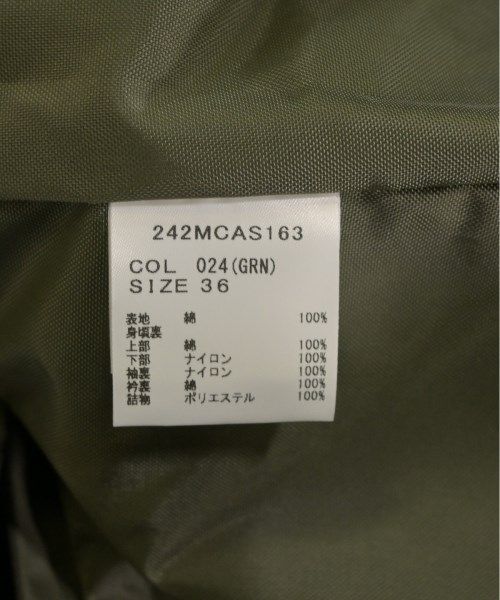 242MCAS163
COL 024(GRN)
SIZE 36
表地 綿 100%
身頃裏
上部 綿 100%
下部 ナイロン 100%
袖裏 ナイロン 100%
衿裏 綿 100%
詰物 ポリエステル 100%